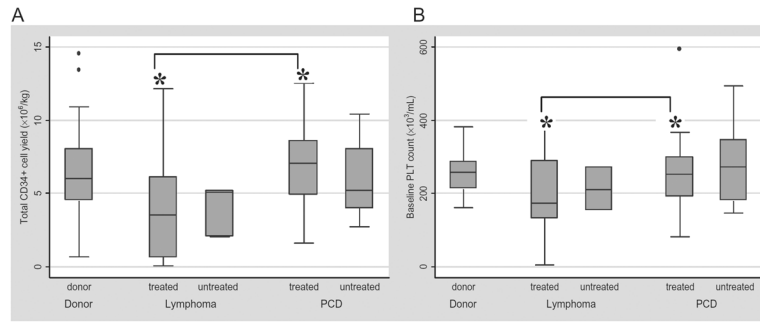 A
Total CD34+ cell yield (×10⁶/kg)
15
10
5
0
*
*
donor treated untreated treated untreated
Donor Lymphoma PCD
B
Baseline PLT count (×10³/mL)
600
400
200
0
*
*
donor treated untreated treated untreated
Donor Lymphoma PCD